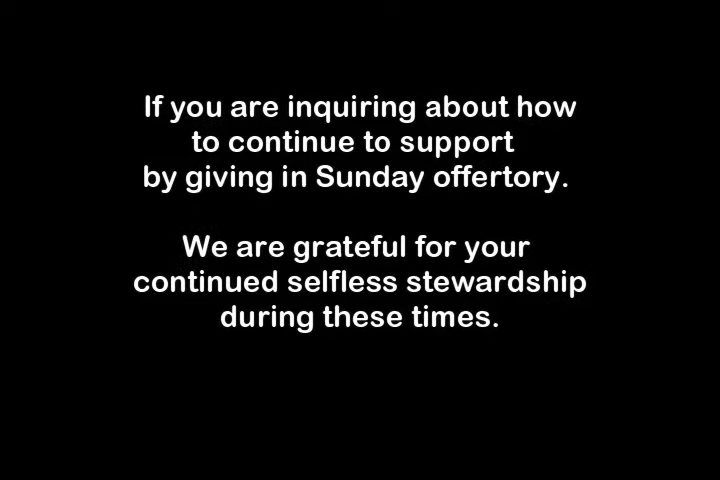 If you are inquiring about how
to continue to support
by giving in Sunday offertory.
We are grateful for your
continued selfless stewardship
during these times.